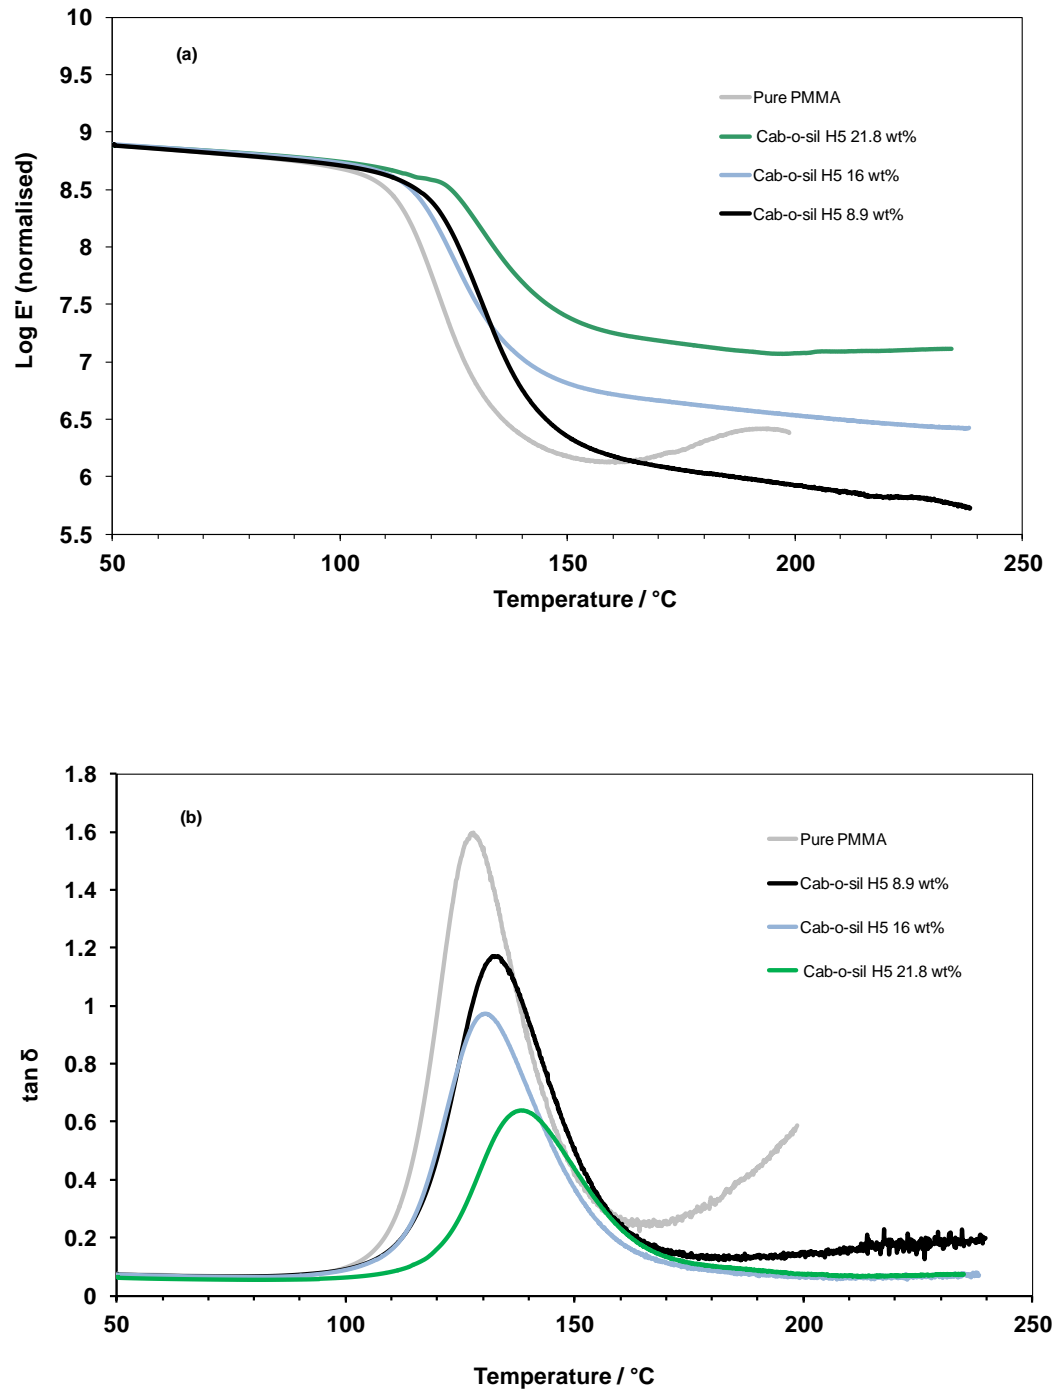 (a)
10
9.5
9
8.5
8
7.5
7
6.5
6
5.5
Log E' (normalised)
Pure PMMA
Cab-o-sil H5 21.8 wt%
Cab-o-sil H5 16 wt%
Cab-o-sil H5 8.9 wt%
50
100
150
200
250
Temperature / °C
(b)
1.8
1.6
1.4
1.2
1
0.8
0.6
0.4
0.2
0
tan δ
Pure PMMA
Cab-o-sil H5 8.9 wt%
Cab-o-sil H5 16 wt%
Cab-o-sil H5 21.8 wt%
50
100
150
200
250
Temperature / °C